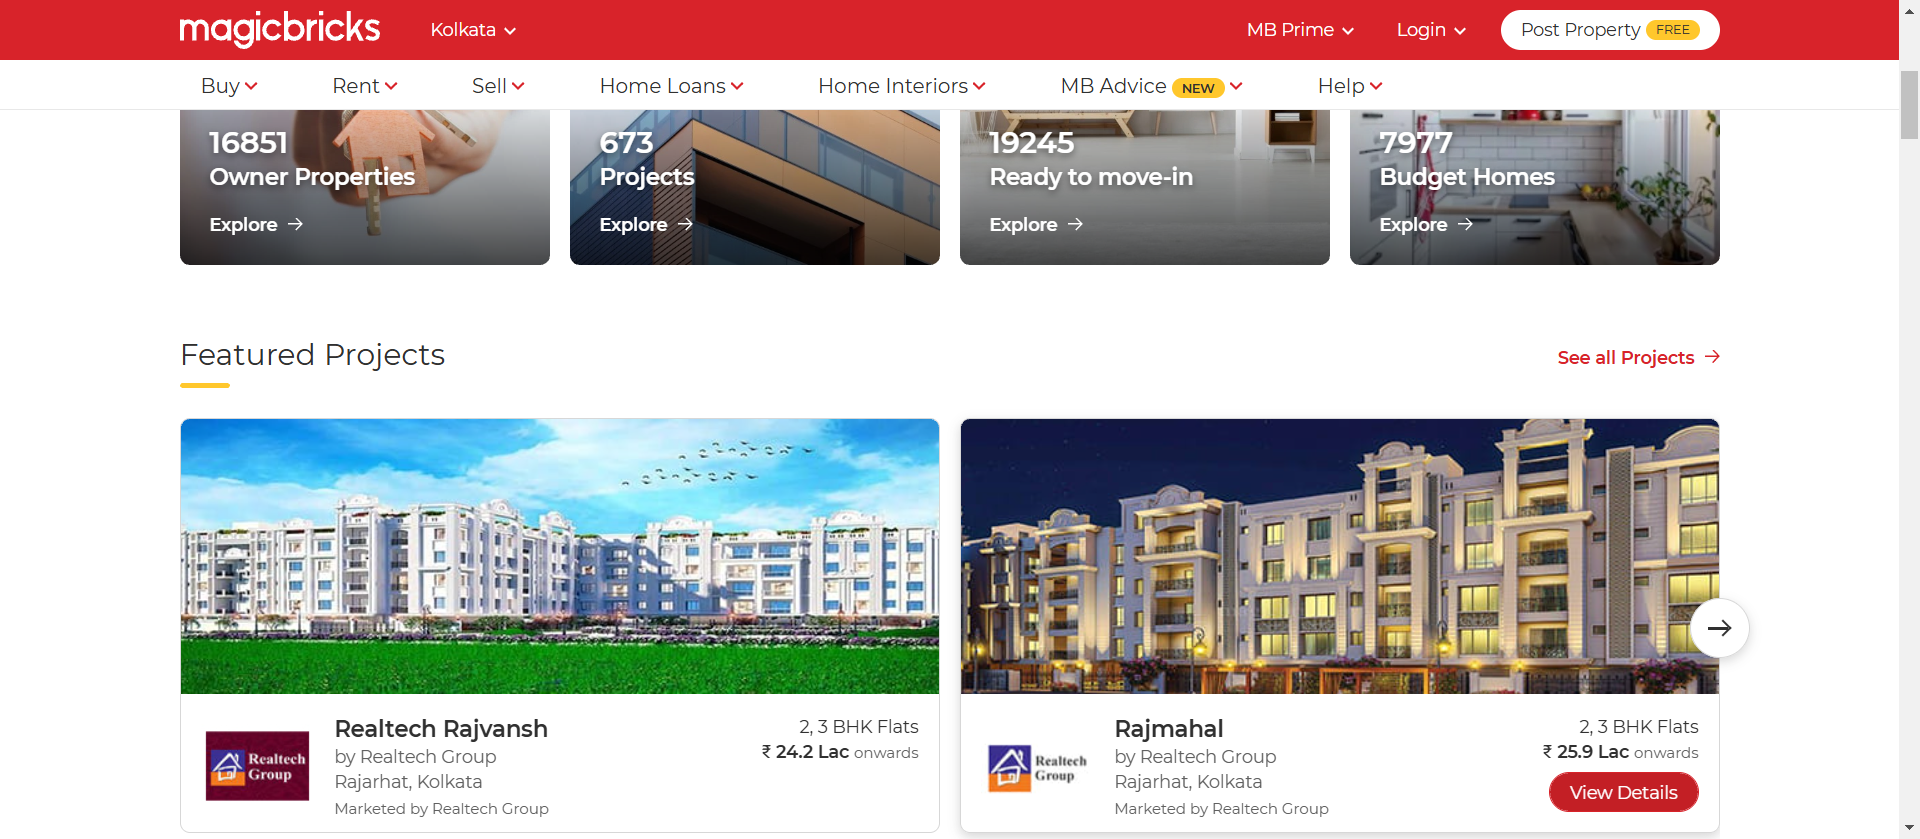 magicbricks
Kolkata
MB Prime
Login
Post Property FREE
Buy
Rent
Sell
Home Loans
Home Interiors
MB Advice NEW
Help
16851
Owner Properties
Explore
673
Projects
Explore
19245
Ready to move-in
Explore
7977
Budget Homes
Explore
Featured Projects
See all Projects
Realtech
Group
Realtech Rajvansh
by Realtech Group
Rajarhat, Kolkata
Marketed by Realtech Group
2, 3 BHK Flats
₹ 24.2 Lac onwards
Realtech
Group
Rajmahal
by Realtech Group
Rajarhat, Kolkata
Marketed by Realtech Group
2, 3 BHK Flats
₹ 25.9 Lac onwards
View Details